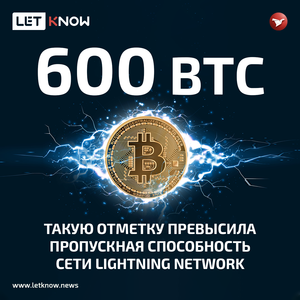 LET KNOW
600 BTC
ТАКУЮ ОТМЕТКУ ПРЕВЫСИЛА
ПРОПУСКНАЯ СПОСОБНОСТЬ
СЕТИ LIGHTNING NETWORK
www.letknow.news